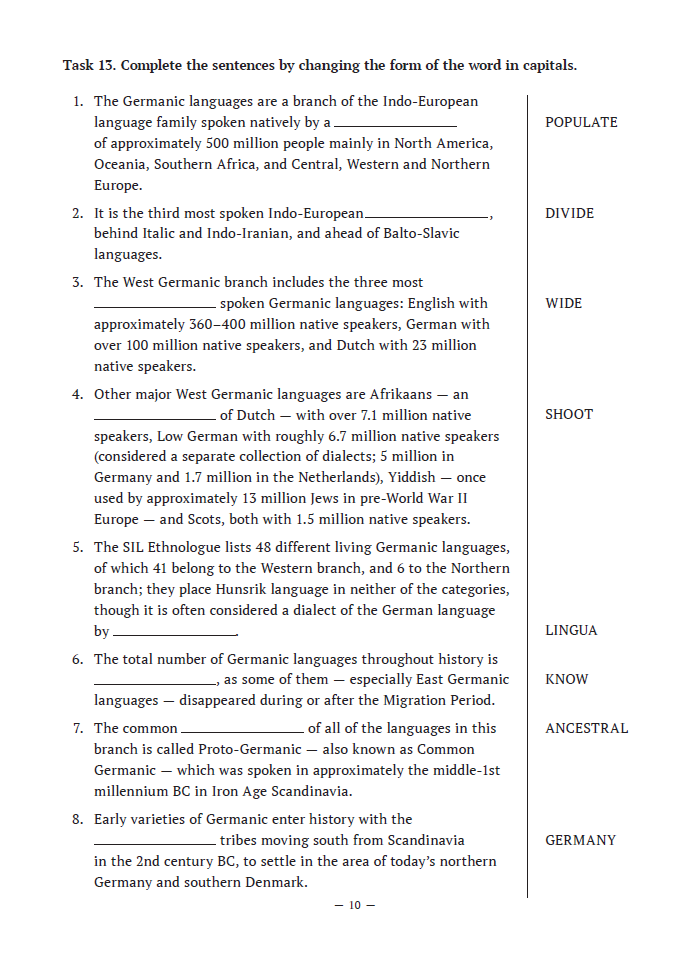 Task 13. Complete the sentences by changing the form of the word in capitals.
1. The Germanic languages are a branch of the Indo-European
language family spoken natively by a ________________ POPULATE
of approximately 500 million people mainly in North America,
Oceania, Southern Africa, and Central, Western and Northern
Europe.
2. It is the third most spoken Indo-European________________, DIVIDE
behind Italic and Indo-Iranian, and ahead of Balto-Slavic
languages.
3. The West Germanic branch includes the three most
________________ spoken Germanic languages: English with WIDE
approximately 360–400 million native speakers, German with
over 100 million native speakers, and Dutch with 23 million
native speakers.
4. Other major West Germanic languages are Afrikaans — an
________________ of Dutch — with over 7.1 million native SHOOT
speakers, Low German with roughly 6.7 million native speakers
(considered a separate collection of dialects; 5 million in
Germany and 1.7 million in the Netherlands), Yiddish — once
used by approximately 13 million Jews in pre-World War II
Europe — and Scots, both with 1.5 million native speakers.
5. The SIL Ethnologue lists 48 different living Germanic languages,
of which 41 belong to the Western branch, and 6 to the Northern
branch; they place Hunsrik language in neither of the categories,
though it is often considered a dialect of the German language
by ________________. LINGUA
6. The total number of Germanic languages throughout history is
________________, as some of them — especially East Germanic KNOW
languages — disappeared during or after the Migration Period.
7. The common ________________ of all of the languages in this ANCESTRAL
branch is called Proto-Germanic — also known as Common
Germanic — which was spoken in approximately the middle-1st
millennium BC in Iron Age Scandinavia.
8. Early varieties of Germanic enter history with the
________________ tribes moving south from Scandinavia GERMANY
in the 2nd century BC, to settle in the area of today’s northern
Germany and southern Denmark.
— 10 —